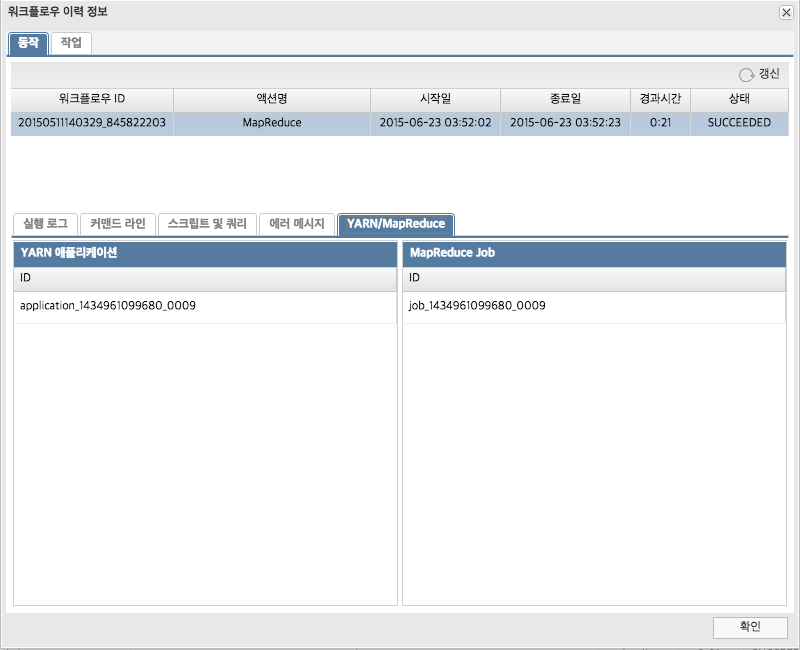 워크플로우 이력 정보
동작 작업
갱신
워크플로우 ID 액션명 시작일 종료일 경과시간 상태
20150511140329_845822203 MapReduce 2015-06-23 03:52:02 2015-06-23 03:52:23 0:21 SUCCEEDED
실행 로그 커맨드 라인 스크립트 및 쿼리 에러 메시지 YARN/MapReduce
YARN 애플리케이션 MapReduce Job
ID ID
application_1434961099680_0009 job_1434961099680_0009
확인